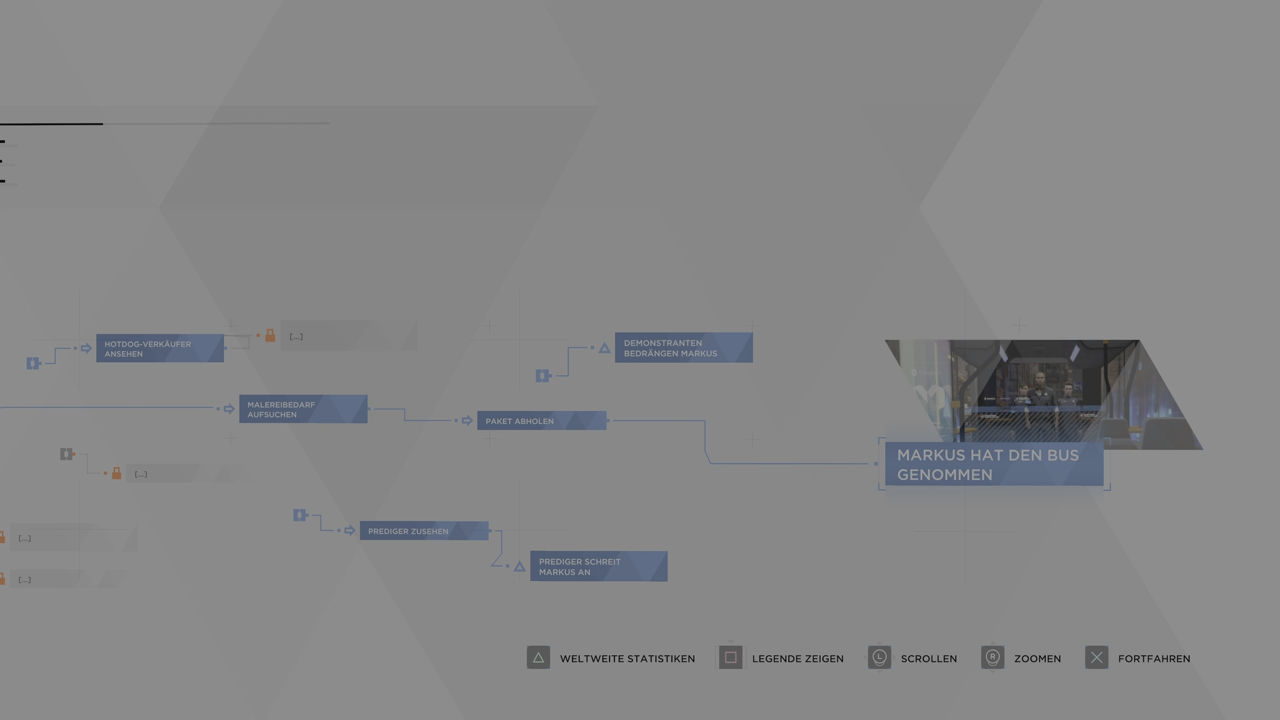 HOTDOG-VERKÄUFER
ANSEHEN
[...]
DEMONSTRANTEN
BEDRÄNGEN MARKUS
MALEREIBEDARF
AUFSUCHEN
PAKET ABHOLEN
MARKUS HAT DEN BUS
GENOMMEN
[...]
PREDIGER ZUSEHEN
[...]
PREDIGER SCHREIT
MARKUS AN
[...]
WELTWEITE STATISTIKEN
LEGENDE ZEIGEN
L
SCROLLEN
R
ZOOMEN
FORTFAHREN